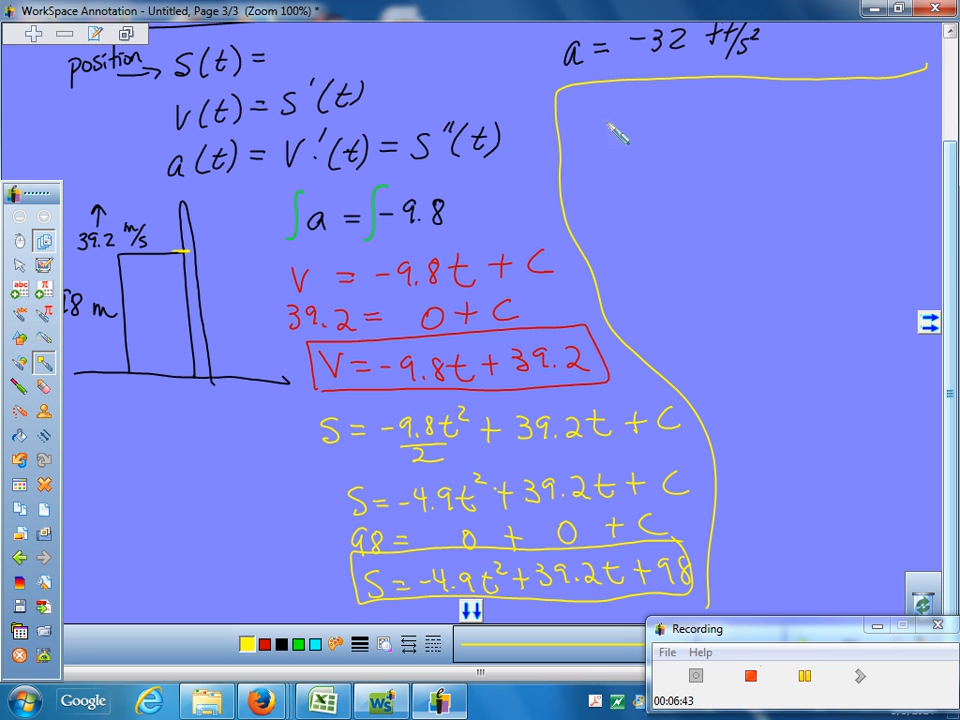 WorkSpace Annotation - Untitled, Page 3/3 (Zoom 100%) *
position → s(t) =
a = -32 ft/s²
v(t) = s'(t)
a(t) = v'(t) = s"(t)
↑
39.2 m/s
8 m
∫a = ∫-9.8
v = -9.8t + C
39.2 = 0 + C
V = -9.8t + 39.2
S = -9.8t²/2 + 39.2t + C
S = -4.9t² + 39.2t + C
98 = 0 + 0 + C
S = -4.9t² + 39.2t + 98
Recording
File Help
00:06:43
Google